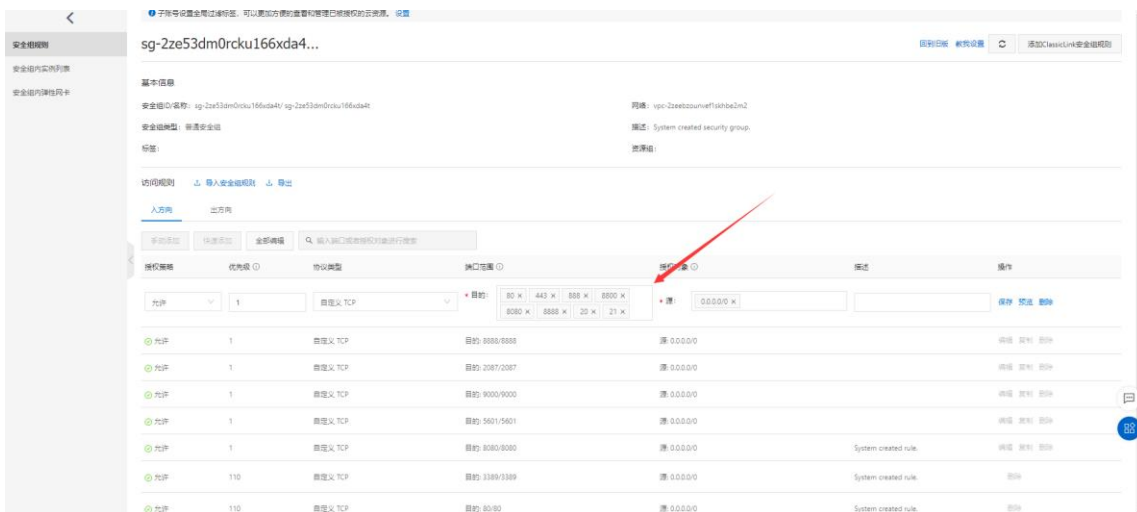 子账号设置全局过滤标签，可以更加方便的查看和管理已被授权的云资源。 设置
安全组规则
安全组内实例列表
安全组内弹性网卡
sg-2ze53dm0rcku166xda4...
回到旧版 教我设置 添加ClassicLink安全组规则
基本信息
安全组ID/名称： sg-2ze53dm0rcku166xda4t/ sg-2ze53dm0rcku166xda4t
网络： vpc-2zeebzounvef1okhbe2m2
安全组类型： 普通安全组
描述： System created security group.
标签：
资源组：
访问规则 导入安全组规则 导出
入方向 出方向
手动添加 快速添加 全部编辑 输入端口或者授权对象进行搜索
授权策略 优先级 协议类型 端口范围 授权对象 描述 操作
允许 1 自定义 TCP * 目的： 80 × 443 × 888 × 8800 × * 源： 0.0.0.0/0 × 保存 预览 删除
8080 × 8888 × 20 × 21 ×
允许 1 自定义 TCP 目的: 8888/8888 源: 0.0.0.0/0 编辑 复制 删除
允许 1 自定义 TCP 目的: 2087/2087 源: 0.0.0.0/0 编辑 复制 删除
允许 1 自定义 TCP 目的: 9000/9000 源: 0.0.0.0/0 编辑 复制 删除
允许 1 自定义 TCP 目的: 5601/5601 源: 0.0.0.0/0 编辑 复制 删除
允许 1 自定义 TCP 目的: 8080/8080 源: 0.0.0.0/0 System created rule. 编辑 复制 删除
允许 110 自定义 TCP 目的: 3389/3389 源: 0.0.0.0/0 System created rule. 删除
允许 110 自定义 TCP 目的: 80/80 源: 0.0.0.0/0 System created rule. 删除